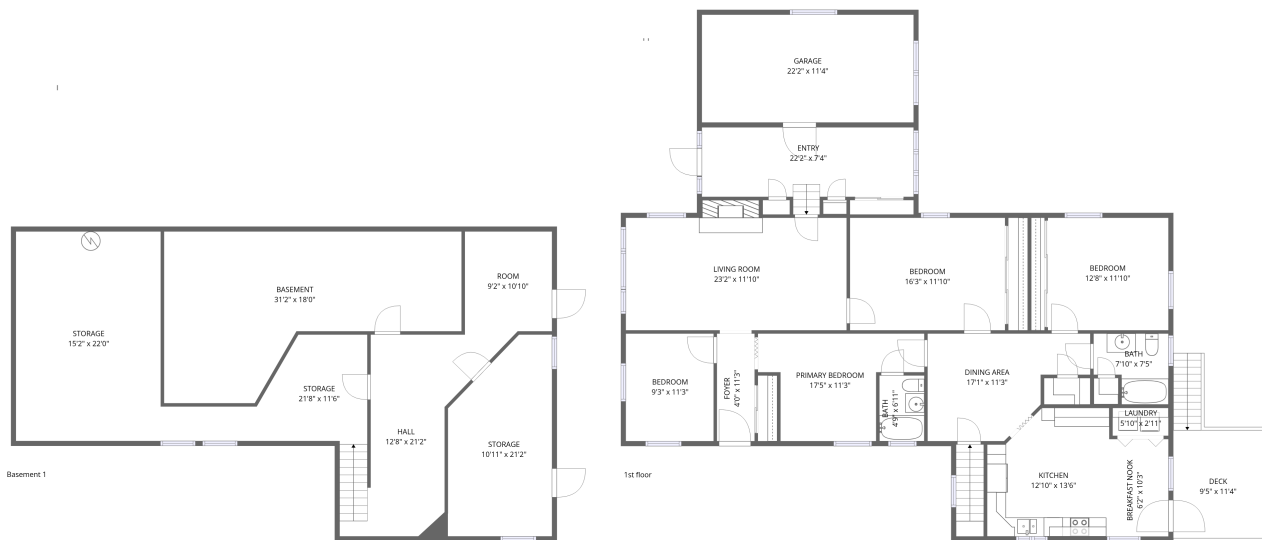 GARAGE
22'2" x 11'4"
ENTRY
22'2" x 7'4"
LIVING ROOM
23'2" x 11'10"
BEDROOM
16'3" x 11'10"
BEDROOM
12'8" x 11'10"
ROOM
9'2" x 10'10"
BASEMENT
31'2" x 18'0"
STORAGE
15'2" x 22'0"
STORAGE
21'8" x 11'6"
HALL
12'8" x 21'2"
STORAGE
10'11" x 21'2"
Basement 1
BEDROOM
9'3" x 11'3"
FOYER
4'0" x 11'3"
PRIMARY BEDROOM
17'5" x 11'3"
BATH
4'9" x 6'11"
DINING AREA
17'1" x 11'3"
BATH
7'10" x 7'5"
LAUNDRY
5'10" x 2'11"
KITCHEN
12'10" x 13'6"
BREAKFAST NOOK
6'2" x 10'3"
DECK
9'5" x 11'4"
1st floor